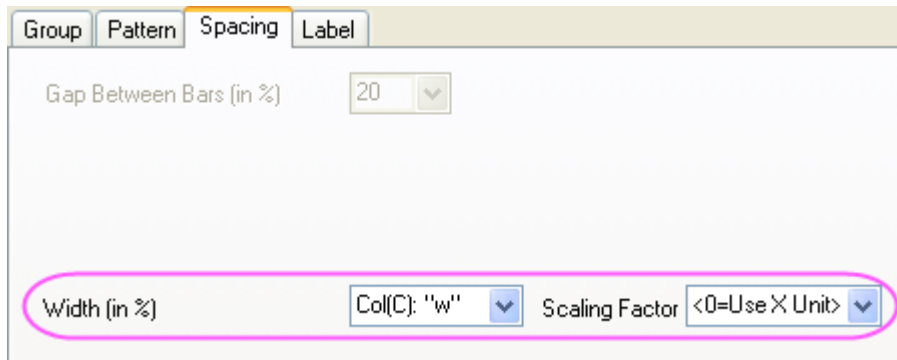 Group Pattern Spacing Label
Gap Between Bars (in %) 20
Width (in %) Col(C): "w" Scaling Factor <0=Use X Unit>